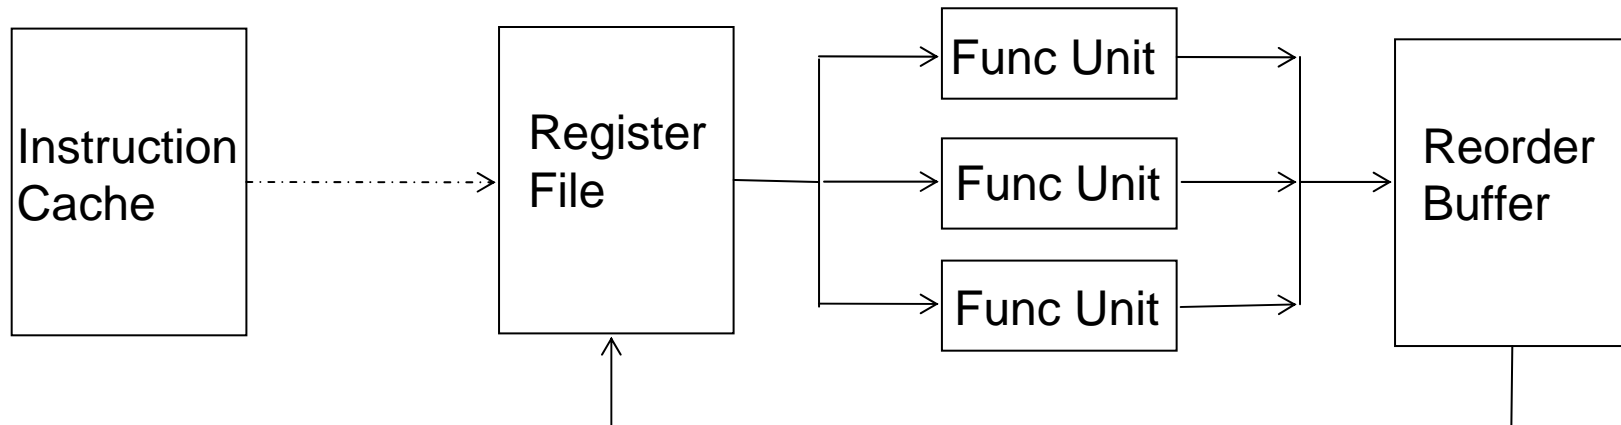 Instruction
Cache
Register
File
Func Unit
Func Unit
Func Unit
Reorder
Buffer